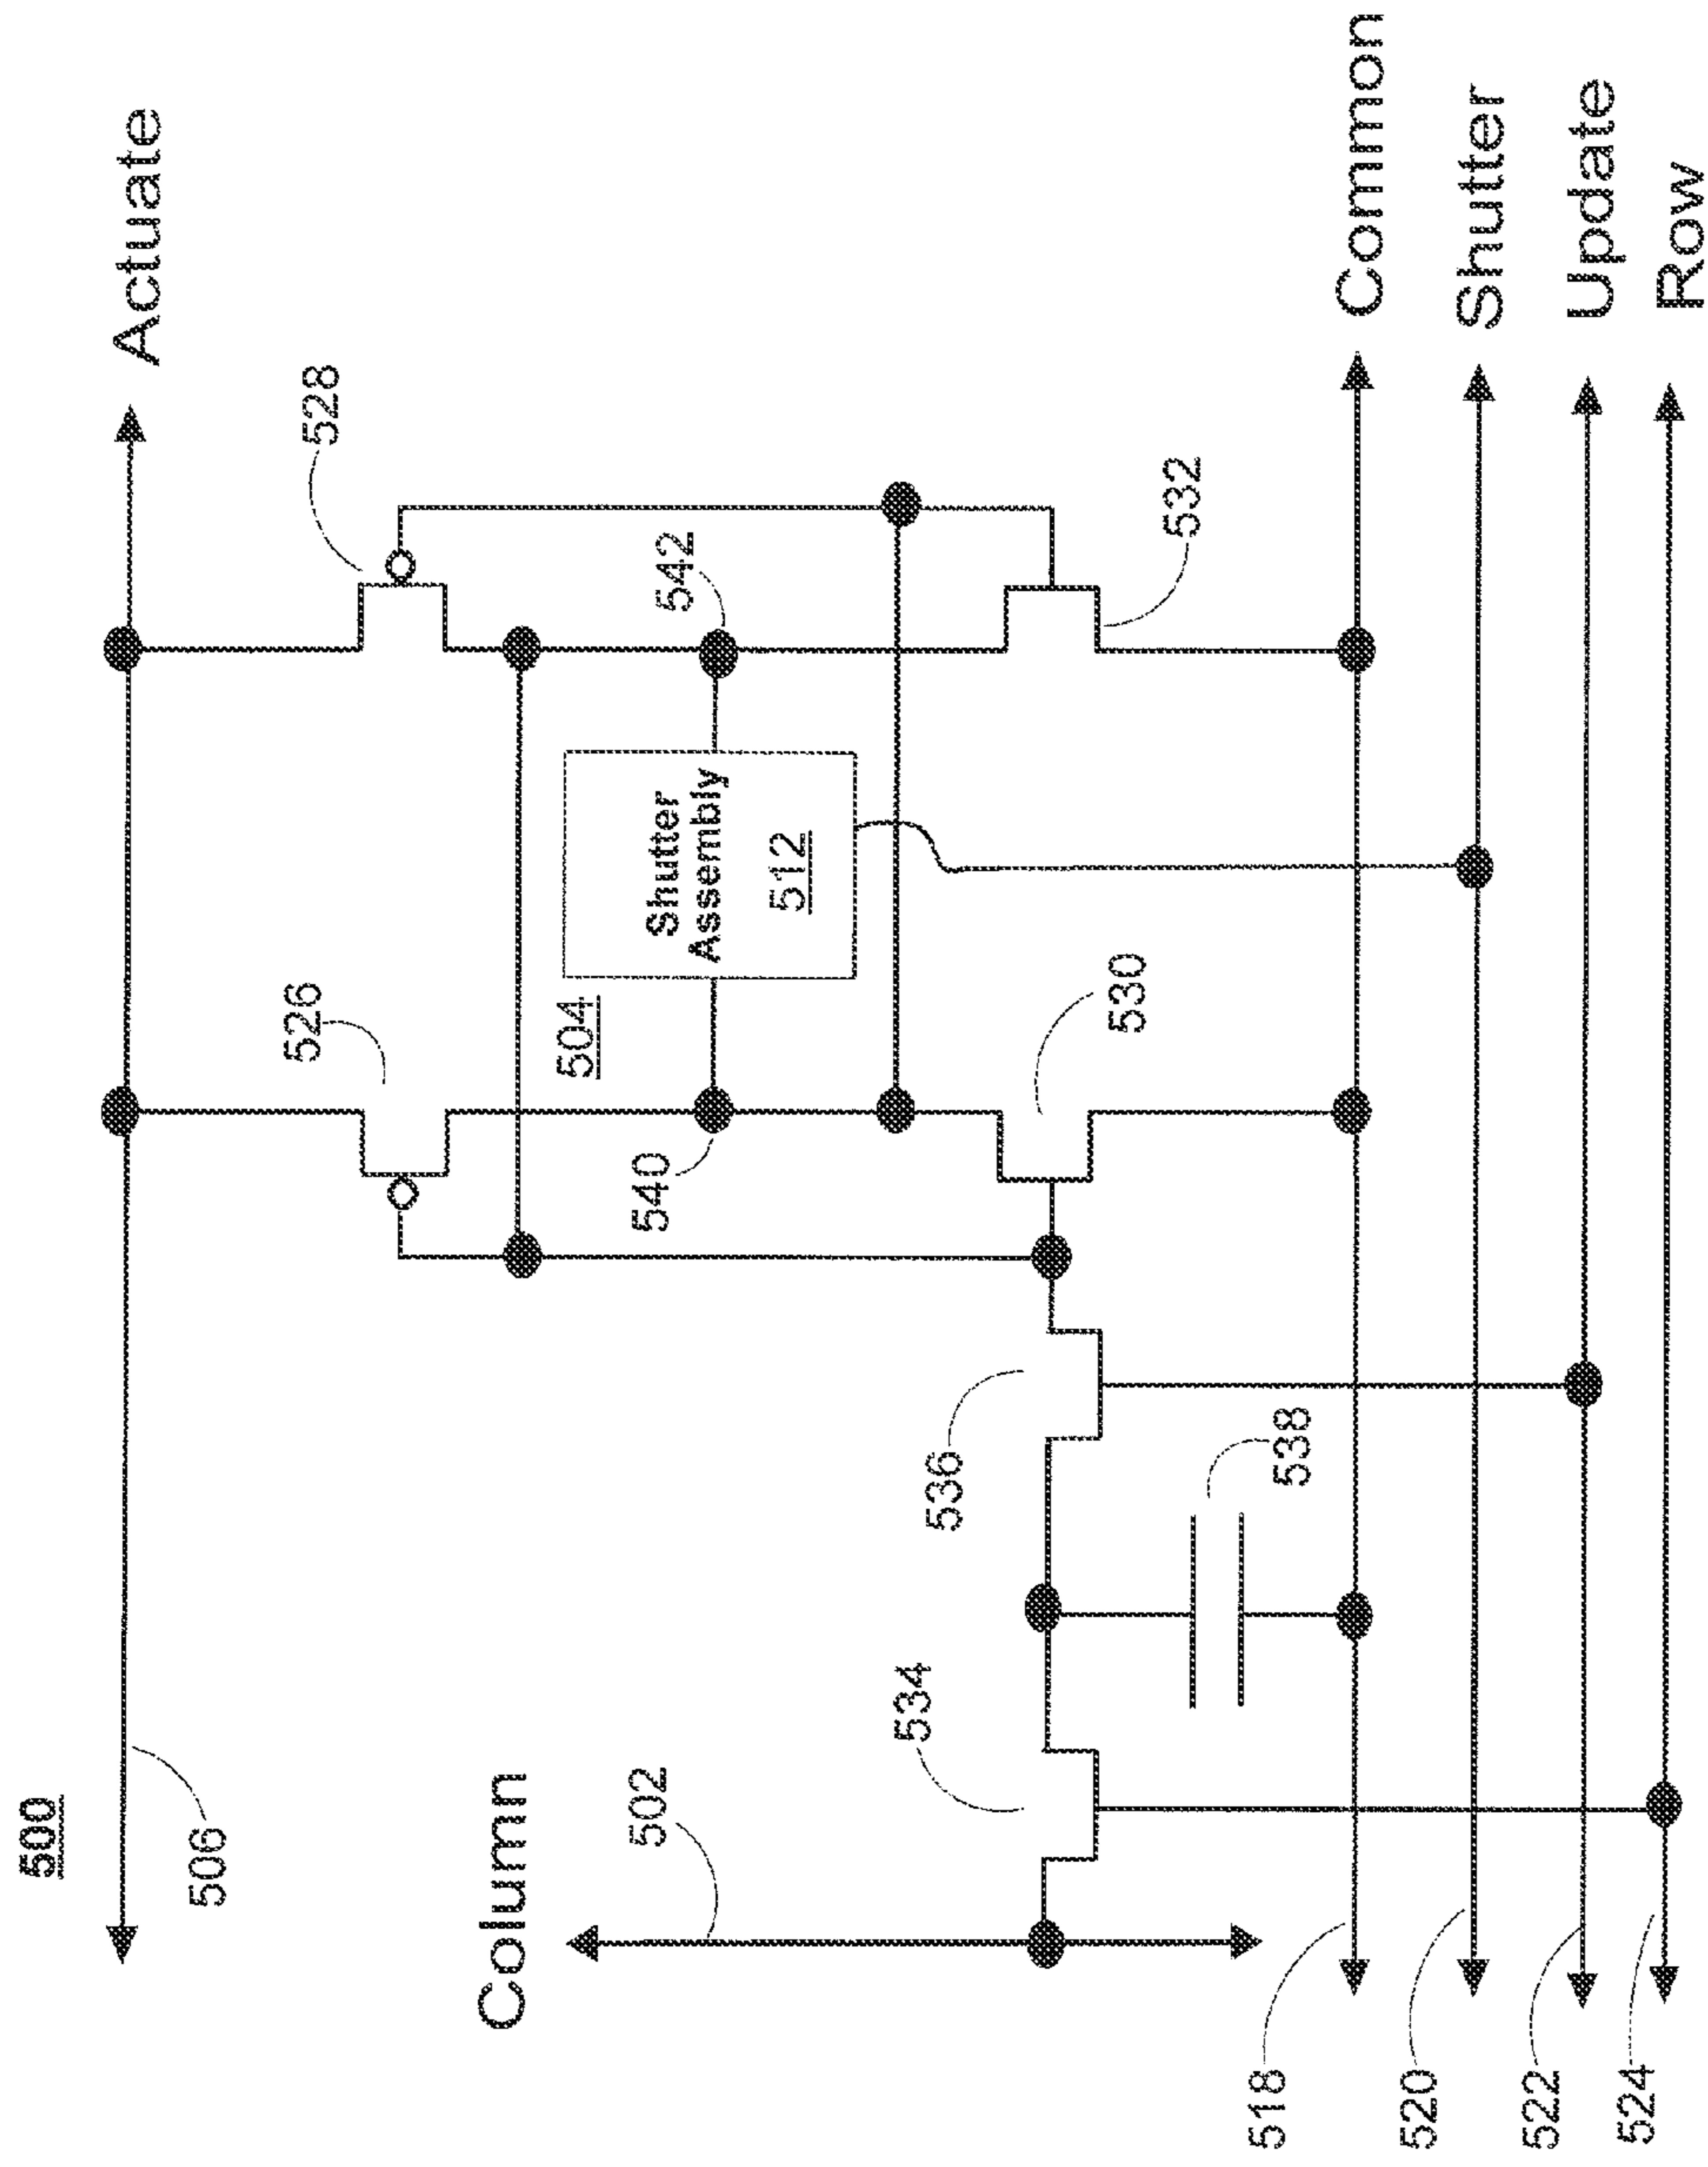 500
Actuate
506
526
528
Column
502
504
Shutter
Assembly
512
540
542
534
536
538
530
532
518
Common
520
Shutter
522
Update
524
Row